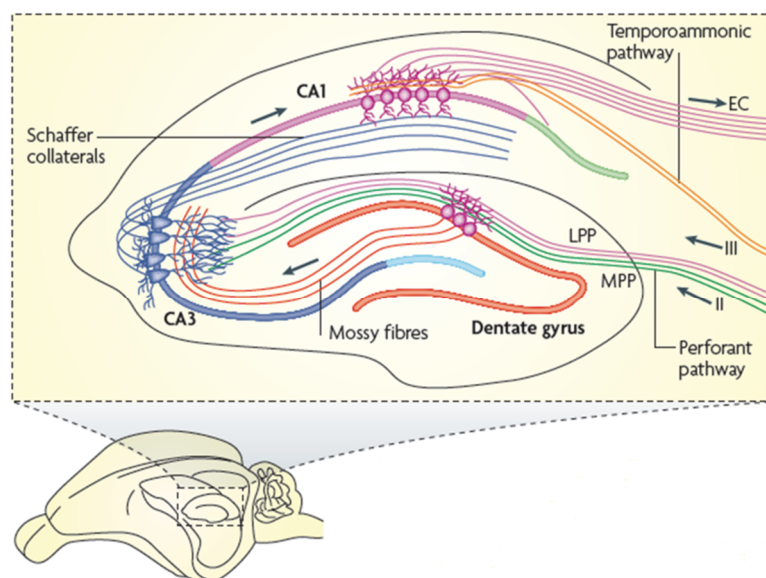 Temporoammonic
pathway
CA1
EC
Schaffer
collaterals
LPP
III
MPP
II
CA3
Mossy fibres
Dentate gyrus
Perforant
pathway